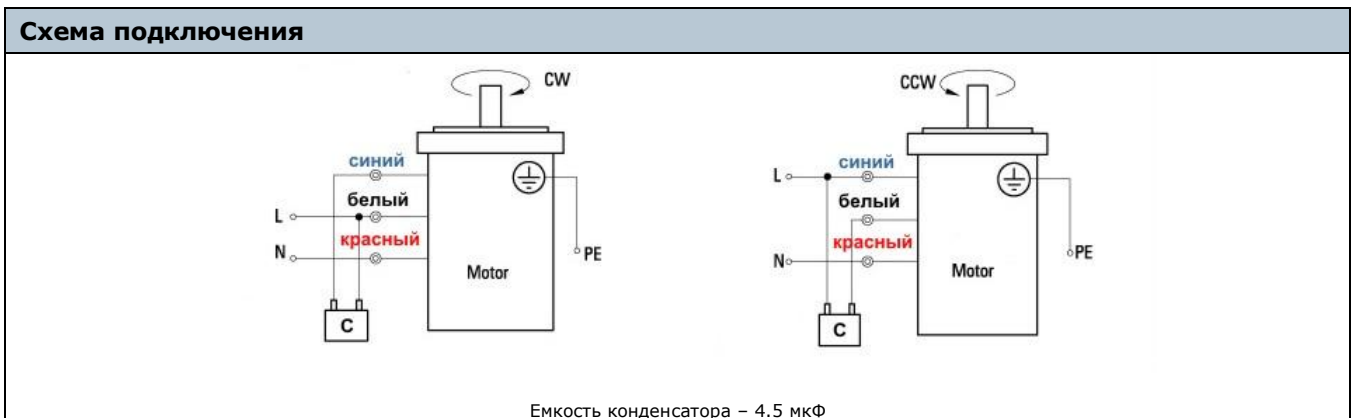 Схема подключения
CW
синий
белый
L
красный
N
PE
Motor
C
CCW
синий
L
белый
красный
N
PE
Motor
C
Емкость конденсатора – 4.5 мкФ